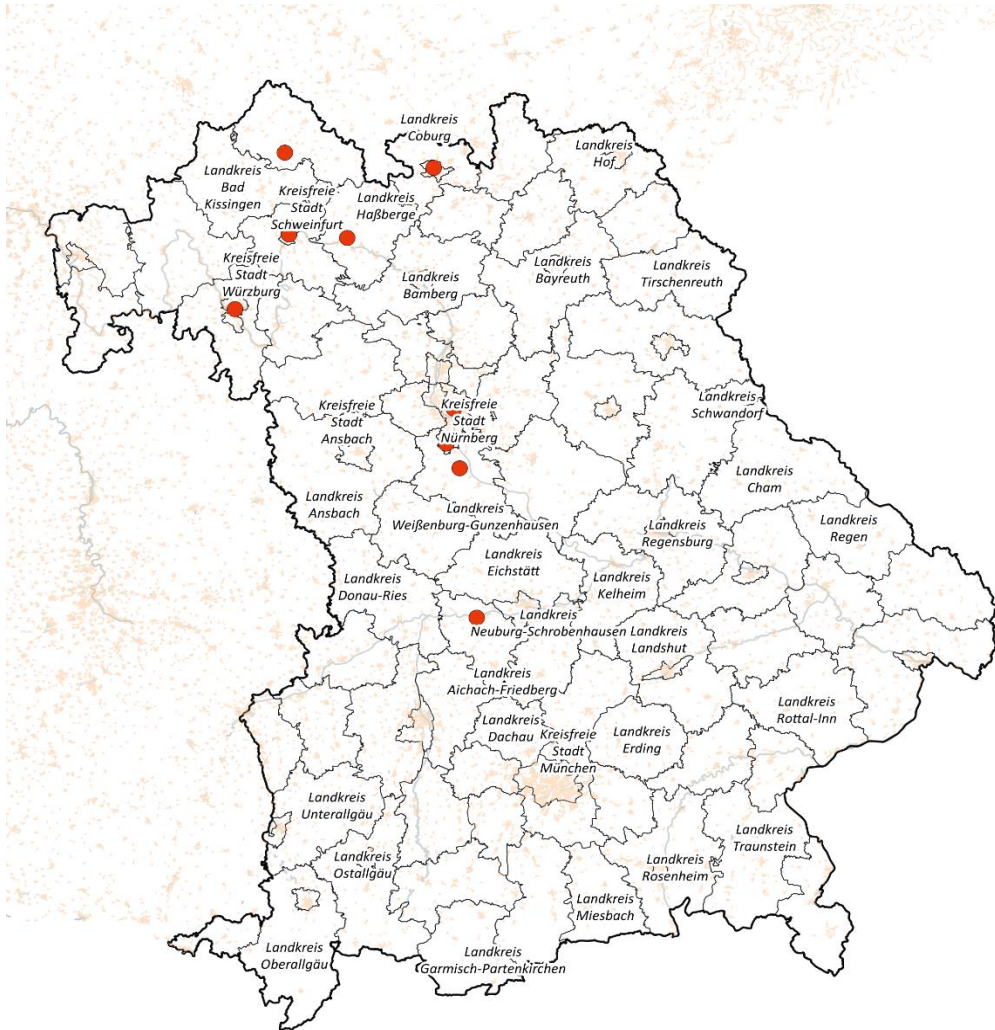 Landkreis
Coburg
Landkreis
Hof
Landkreis
Bad
Kissingen
Kreisfreie
Stadt
Schweinfurt
Landkreis
Haßberge
Kreisfreie
Stadt
Würzburg
Landkreis
Bamberg
Landkreis
Bayreuth
Landkreis
Tirschenreuth
Kreisfreie
Stadt
Ansbach
Kreisfreie
Stadt
Nürnberg
Landkreis
Schwandorf
Landkreis
Cham
Landkreis
Ansbach
Landkreis
Weißenburg-Gunzenhausen
Landkreis
Regensburg
Landkreis
Regen
Landkreis
Eichstätt
Landkreis
Donau-Ries
Landkreis
Kelheim
Landkreis
Neuburg-Schrobenhausen
Landkreis
Landshut
Landkreis
Aichach-Friedberg
Landkreis
Rottal-Inn
Landkreis
Dachau
Kreisfreie
Stadt
München
Landkreis
Erding
Landkreis
Unterallgäu
Landkreis
Traunstein
Landkreis
Ostallgäu
Landkreis
Rosenheim
Landkreis
Miesbach
Landkreis
Oberallgäu
Landkreis
Garmisch-Partenkirchen